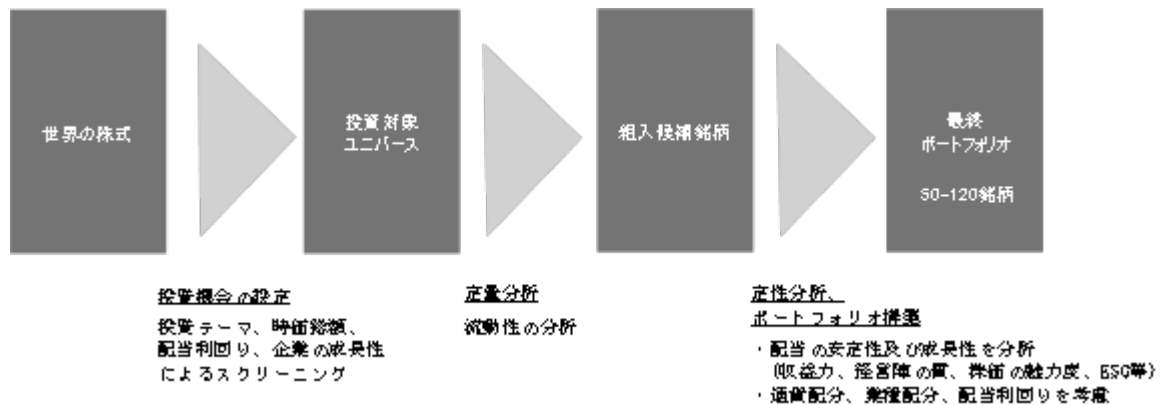 世界の株式
投資対象
ユニバース
組入候補銘柄
最終
ポートフォリオ
50-120銘柄
投資機会の設定
投資テーマ、時価総額、
配当利回り、企業の成長性
によるスクリーニング
定量分析
流動性の分析
定性分析、
ポートフォリオ構築
・配当の安定性及び成長性を分析
(収益力、経営陣の質、株価の魅力度、ESG等)
・通貨配分、業種配分、配当利回りを考慮